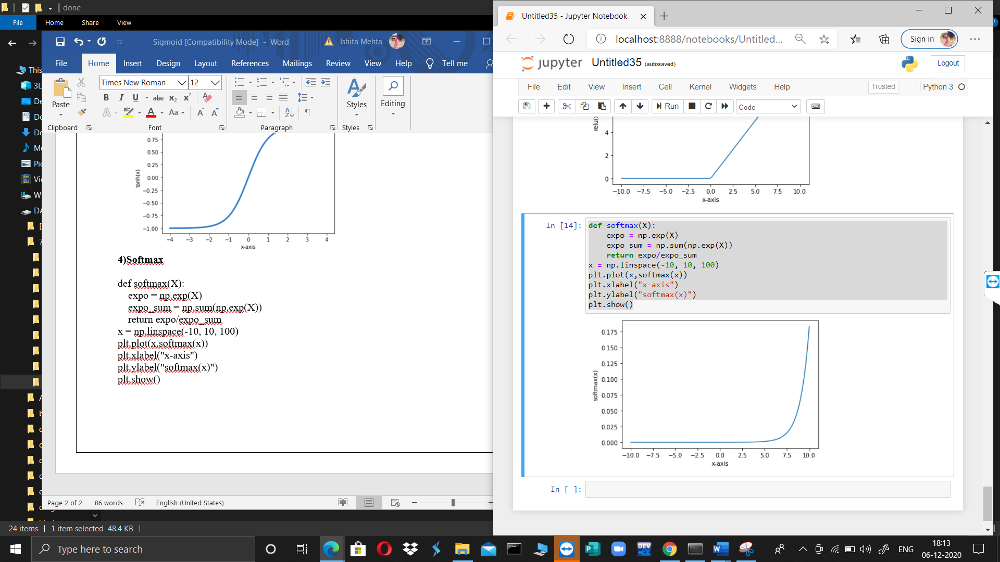 done
File
Home
Share
View
Sigmoid [Compatibility Mode] - Word
Ishita Mehta
File
Home
Insert
Design
Layout
References
Mailings
Review
View
Help
Tell me
Times New Roman
12
Paste
Styles
Editing
Clipboard
Font
Paragraph
Styles
This
3D
De
Do
Do
Mu
Pic
Vi
W
DA
0.75
0.50
0.25
0.00
−0.25
−0.50
−0.75
−1.00
tanh(x)
−4 −3 −2 −1 0 1 2 3 4
x-axis
4)Softmax
def softmax(X):
expo = np.exp(X)
expo_sum = np.sum(np.exp(X))
return expo/expo_sum
x = np.linspace(-10, 10, 100)
plt.plot(x,softmax(x))
plt.xlabel("x-axis")
plt.ylabel("softmax(x)")
plt.show()
Page 2 of 2
86 words
English (United States)
24 items
1 item selected 48.4 KB
Untitled35 - Jupyter Notebook
localhost:8888/notebooks/Untitled...
Sign in
jupyter Untitled35 (autosaved)
Logout
File Edit View Insert Cell Kernel Widgets Help
Trusted
Python 3
Run
Code
relu(
4
2
0
−10.0 −7.5 −5.0 −2.5 0.0 2.5 5.0 7.5 10.0
x-axis
In [14]:
def softmax(X):
expo = np.exp(X)
expo_sum = np.sum(np.exp(X))
return expo/expo_sum
x = np.linspace(-10, 10, 100)
plt.plot(x,softmax(x))
plt.xlabel("x-axis")
plt.ylabel("softmax(x)")
plt.show()
0.175
0.150
0.125
0.100
0.075
0.050
0.025
0.000
softmax(x)
−10.0 −7.5 −5.0 −2.5 0.0 2.5 5.0 7.5 10.0
x-axis
In [ ]:
Type here to search
DEV
ENG
18:13
06-12-2020